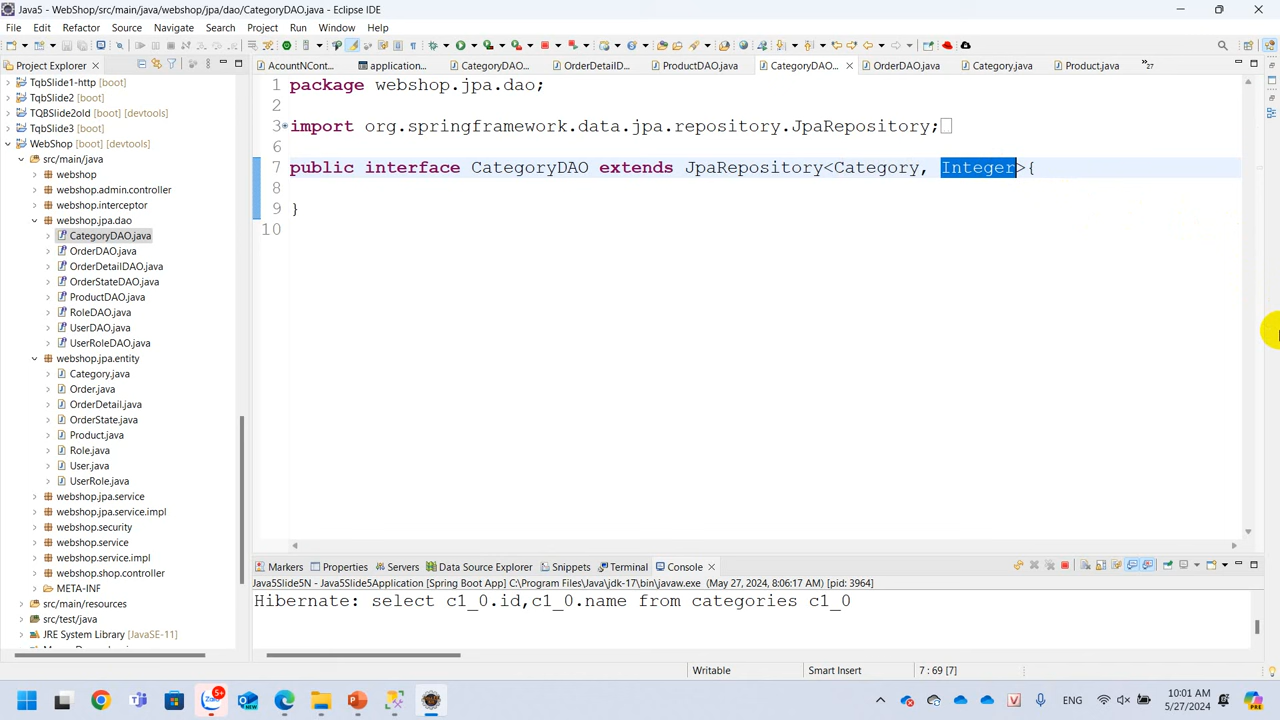 Java5 - WebShop/src/main/java/webshop/jpa/dao/CategoryDAO.java - Eclipse IDE
File Edit Refactor Source Navigate Search Project Run Window Help
Project Explorer
AcountNCont...
application...
CategoryDAO...
OrderDetailD...
ProductDAO.java
CategoryDAO...
OrderDAO.java
Category.java
Product.java
27
TqbSlide1-http [boot]
TqbSlide2 [boot]
TQBSlide2old [boot] [devtools]
TqbSlide3 [boot]
WebShop [boot] [devtools]
src/main/java
webshop
webshop.admin.controller
webshop.interceptor
webshop.jpa.dao
CategoryDAO.java
OrderDAO.java
OrderDetailDAO.java
OrderStateDAO.java
ProductDAO.java
RoleDAO.java
UserDAO.java
UserRoleDAO.java
webshop.jpa.entity
Category.java
Order.java
OrderDetail.java
OrderState.java
Product.java
Role.java
User.java
UserRole.java
webshop.jpa.service
webshop.jpa.service.impl
webshop.security
webshop.service
webshop.service.impl
webshop.shop.controller
META-INF
src/main/resources
src/test/java
JRE System Library [JavaSE-11]
1 package webshop.jpa.dao;
2
3 import org.springframework.data.jpa.repository.JpaRepository;
6
7 public interface CategoryDAO extends JpaRepository<Category, Integer>{
8
9 }
10
Markers Properties Servers Data Source Explorer Snippets Terminal Console
Java5Slide5N - Java5Slide5Application [Spring Boot App] C:\Program Files\Java\jdk-17\bin\javaw.exe (May 27, 2024, 8:06:17 AM) [pid: 3964]
Hibernate: select c1_0.id,c1_0.name from categories c1_0
Writable Smart Insert 7 : 69 [7]
5+
ENG
10:01 AM
5/27/2024